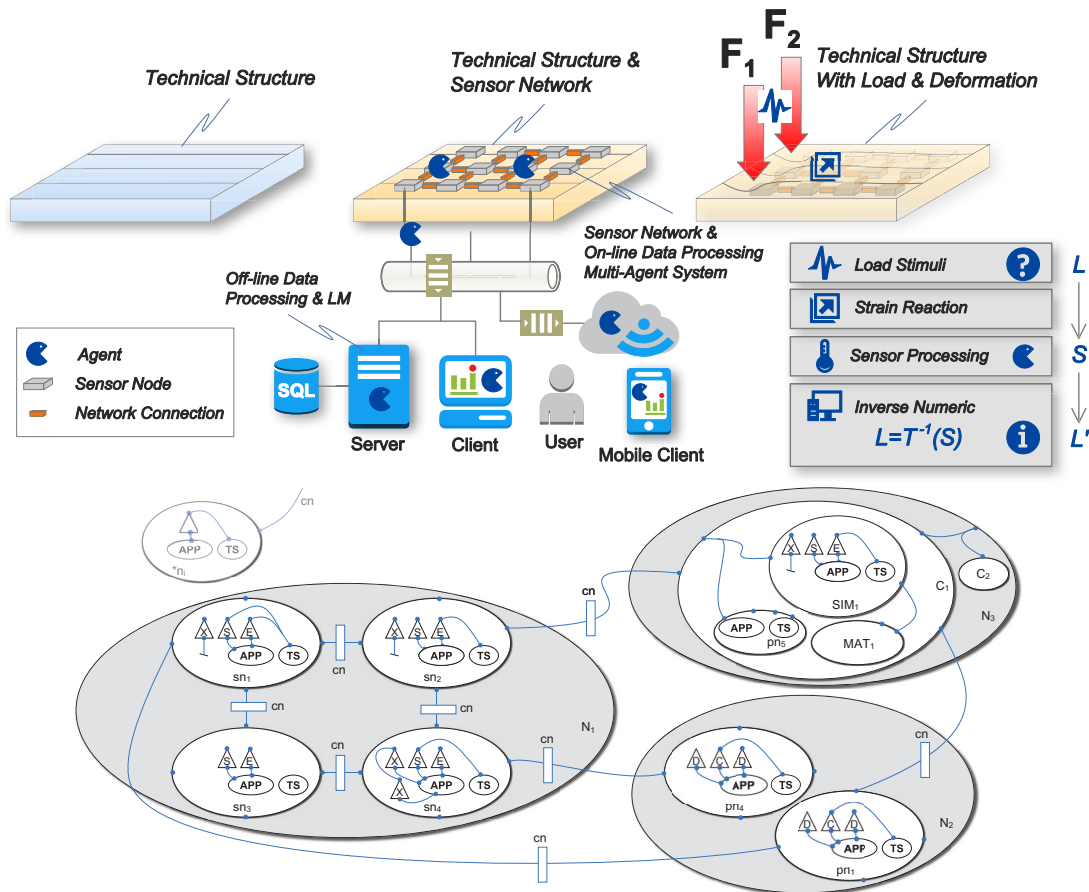 Technical Structure
Technical Structure &
Sensor Network
F1
F2
Technical Structure
With Load & Deformation
Sensor Network &
On-line Data Processing
Multi-Agent System
Off-line Data
Processing & LM
Agent
Sensor Node
Network Connection
SQL
Server
Client
User
Mobile Client
Load Stimuli
?
L
Strain Reaction
Sensor Processing
S
Inverse Numeric
L=T⁻¹(S)
i
L'
cn
APP
TS
*ni
X
S
E
APP
TS
sn1
cn
X
S
E
APP
TS
sn2
cn
cn
cn
N1
S
E
APP
TS
sn3
cn
X
S
E
X
APP
TS
sn4
cn
X
S
E
APP
TS
SIM1
C1
C2
N3
APP
TS
pn5
MAT1
D
C
D
APP
TS
pn4
cn
N2
D
C
D
APP
TS
pn1
cn